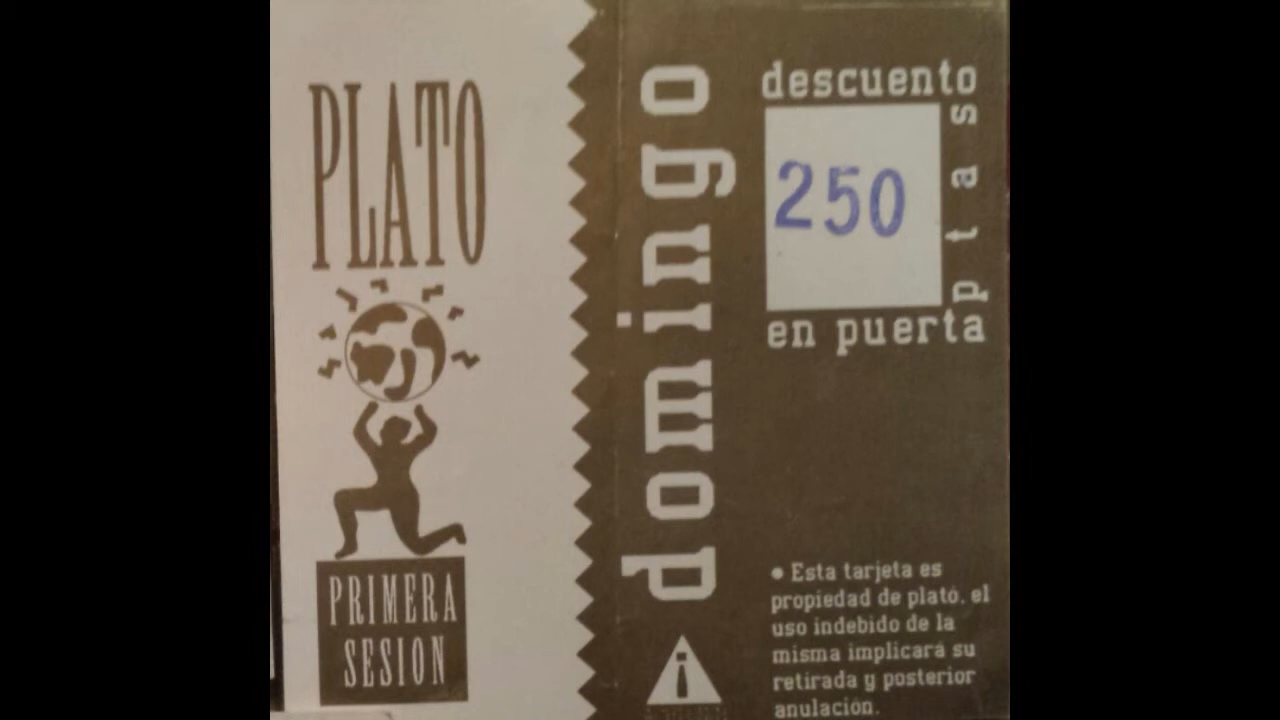 PLATO
PRIMERA
SESION
domingo
descuento
250
ptas
en puerta
• Esta tarjeta es
propiedad de plató. el
uso indebido de la
misma implicará su
retirada y posterior
anulación.